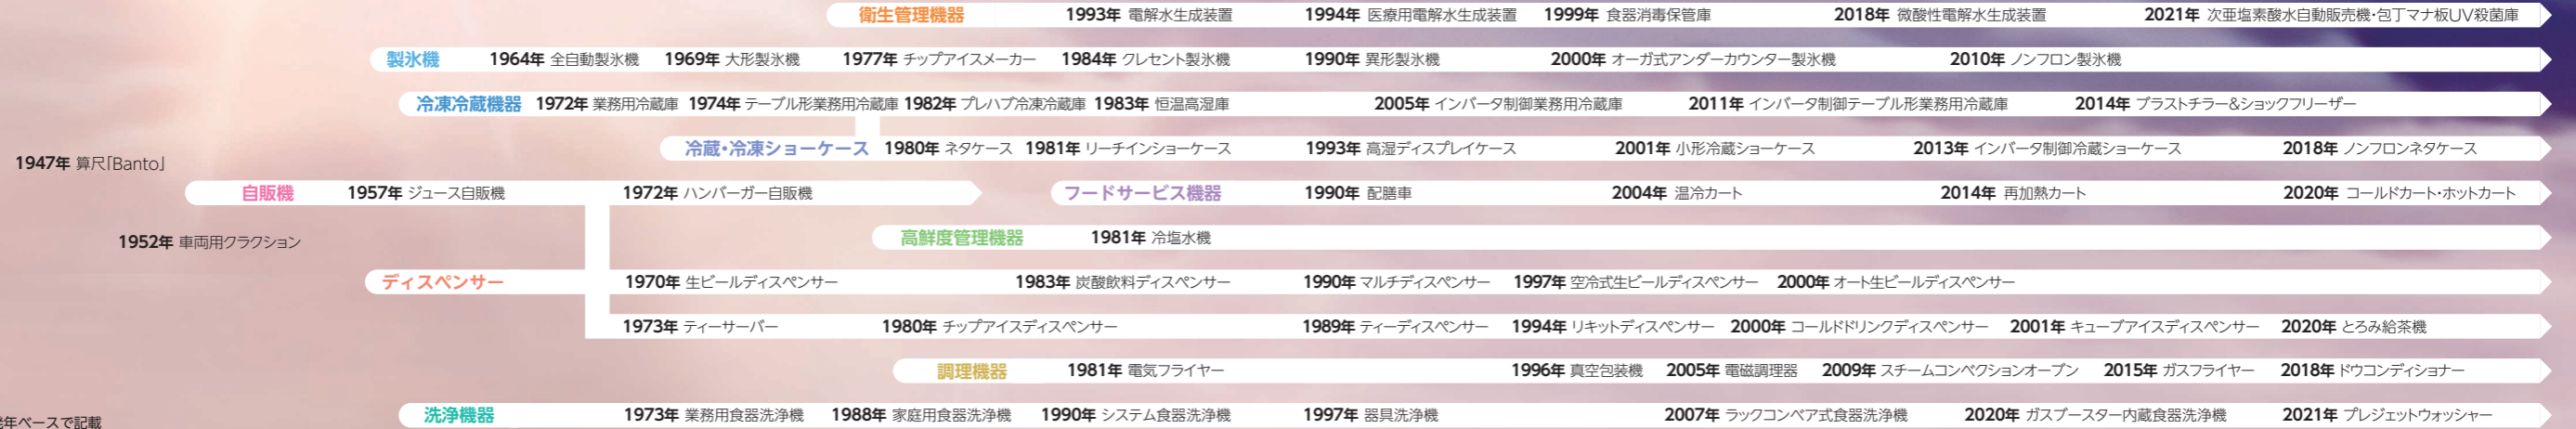 衛生管理機器 1993年 電解水生成装置 1994年 医療用電解水生成装置 1999年 食器消毒保管庫 2018年 微酸性電解水生成装置 2021年 次亜塩素酸水自動販売機・包丁マナ板UV殺菌庫
製氷機 1964年 全自動製氷機 1969年 大形製氷機 1977年 チップアイスメーカー 1984年 クレセント製氷機 1990年 異形製氷機 2000年 オーガ式アンダーカウンター製氷機 2010年 ノンフロン製氷機
冷凍冷蔵機器 1972年 業務用冷蔵庫 1974年 テーブル形業務用冷蔵庫 1982年 プレハブ冷凍冷蔵庫 1983年 恒温高湿庫 2005年 インバータ制御業務用冷蔵庫 2011年 インバータ制御テーブル形業務用冷蔵庫 2014年 ブラストチラー&ショックフリーザー
冷蔵・冷凍ショーケース 1980年 ネタケース 1981年 リーチインショーケース 1993年 高湿ディスプレイケース 2001年 小形冷蔵ショーケース 2013年 インバータ制御冷蔵ショーケース 2018年 ノンフロンネタケース
1947年 算尺「Banto」
自販機 1957年 ジュース自販機 1972年 ハンバーガー自販機 フードサービス機器 1990年 配膳車 2004年 温冷カート 2014年 再加熱カート 2020年 コールドカート・ホットカート
1952年 車両用クラクション
高鮮度管理機器 1981年 冷塩水機
ディスペンサー 1970年 生ビールディスペンサー 1983年 炭酸飲料ディスペンサー 1990年 マルチディスペンサー 1997年 空冷式生ビールディスペンサー 2000年 オート生ビールディスペンサー
1973年 ティーサーバー 1980年 チップアイスディスペンサー 1989年 ティーディスペンサー 1994年 リキットディスペンサー 2000年 コールドドリンクディスペンサー 2001年 キューブアイスディスペンサー 2020年 とろみ給茶機
調理機器 1981年 電気フライヤー 1996年 真空包装機 2005年 電磁調理器 2009年 スチームコンベクションオーブン 2015年 ガスフライヤー 2018年 ドウコンディショナー
洗浄機器 1973年 業務用食器洗浄機 1988年 家庭用食器洗浄機 1990年 システム食器洗浄機 1997年 器具洗浄機 2007年 ラックコンベア式食器洗浄機 2020年 ガスブースター内蔵食器洗浄機 2021年 プレジェットウォッシャー
年ベースで記載